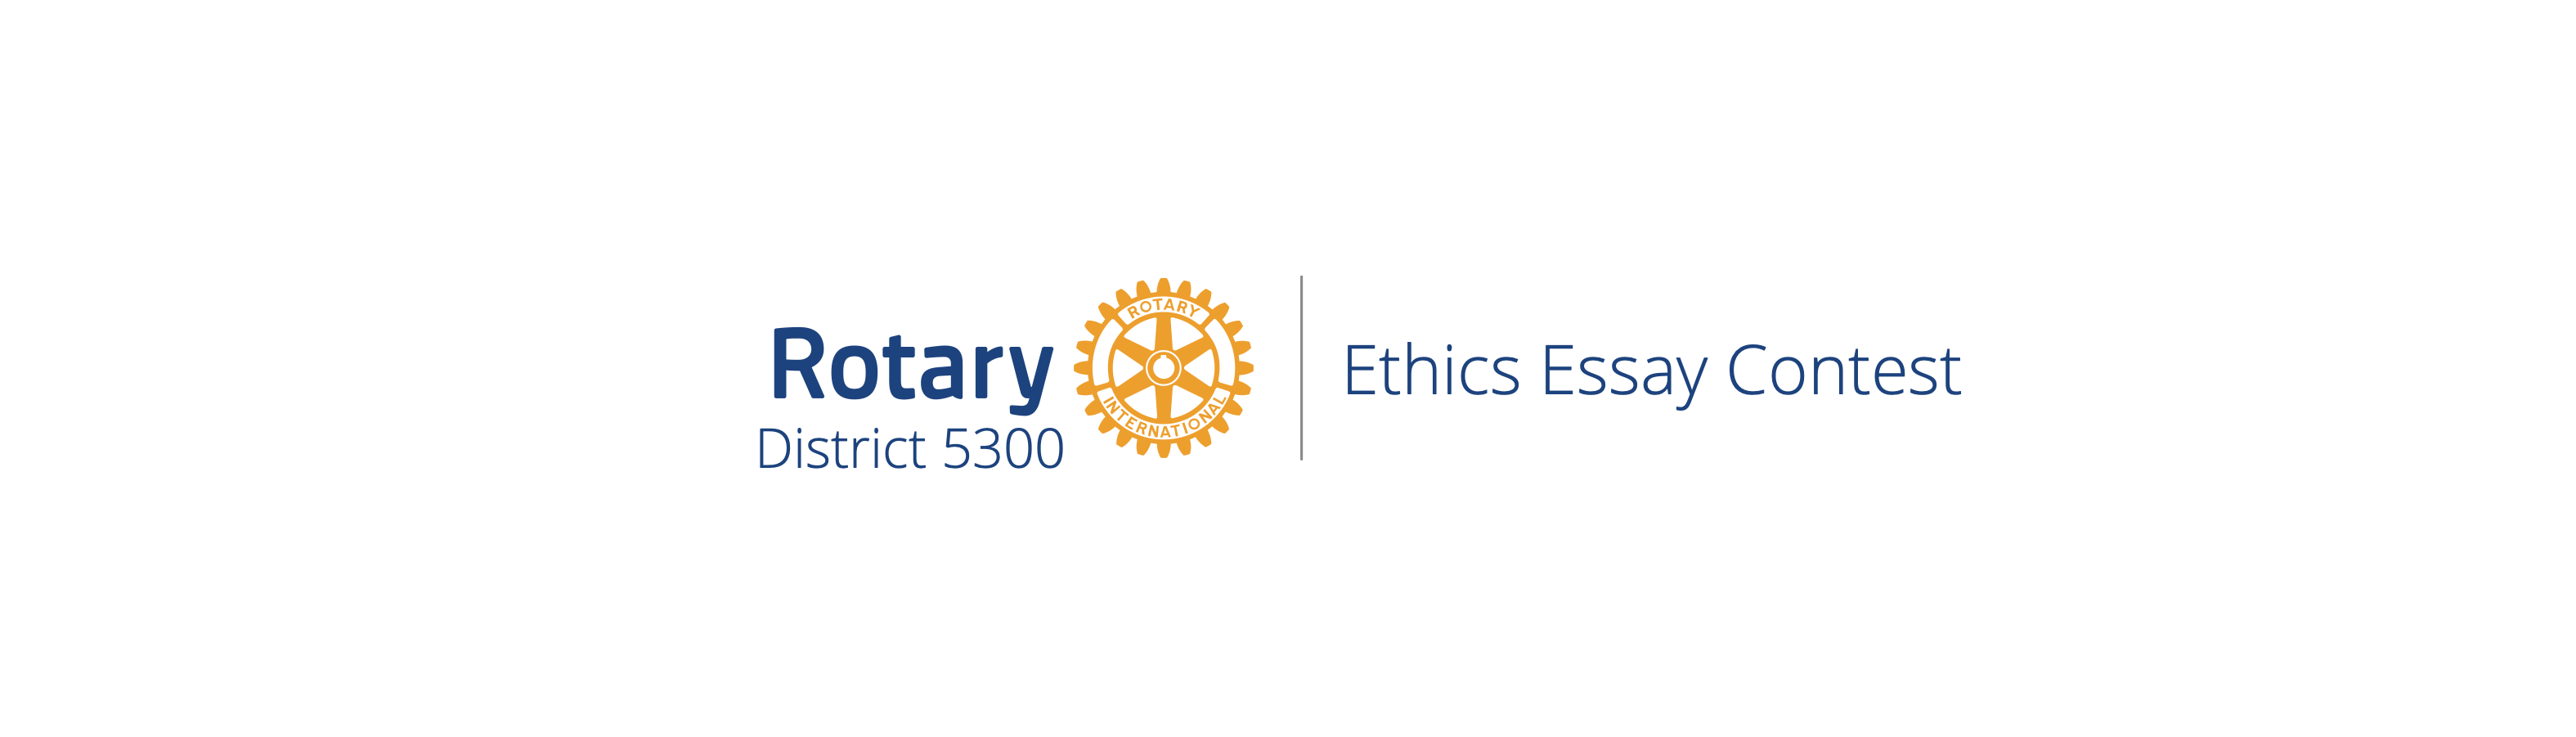 Rotary
District 5300
ROTARY
INTERNATIONAL
Ethics Essay Contest